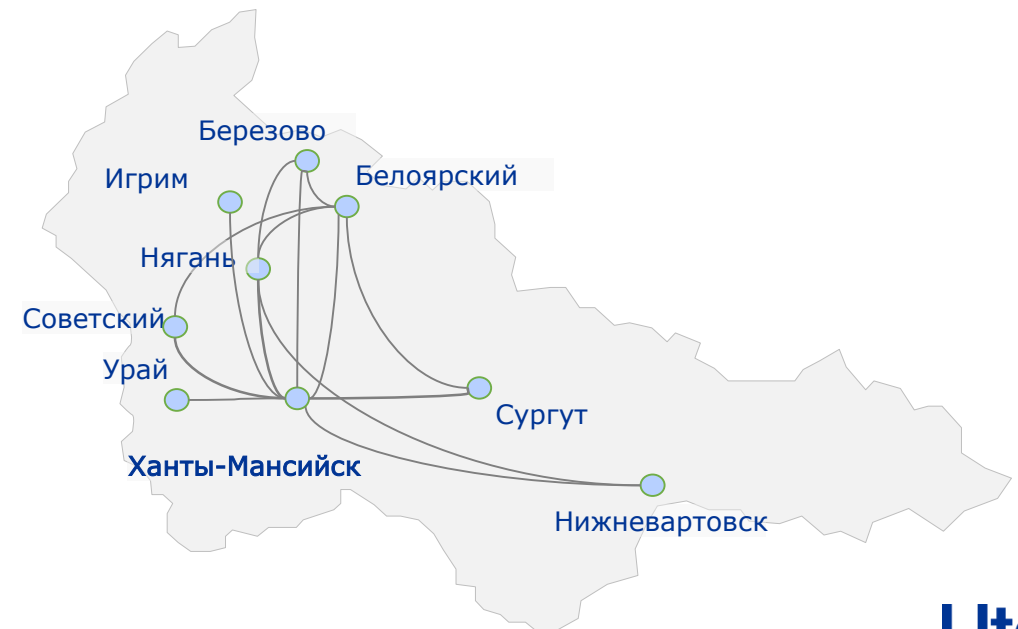 Березово
Белоярский
Игрим
Нягань
Советский
Урай
Сургут
Ханты-Мансийск
Нижневартовск